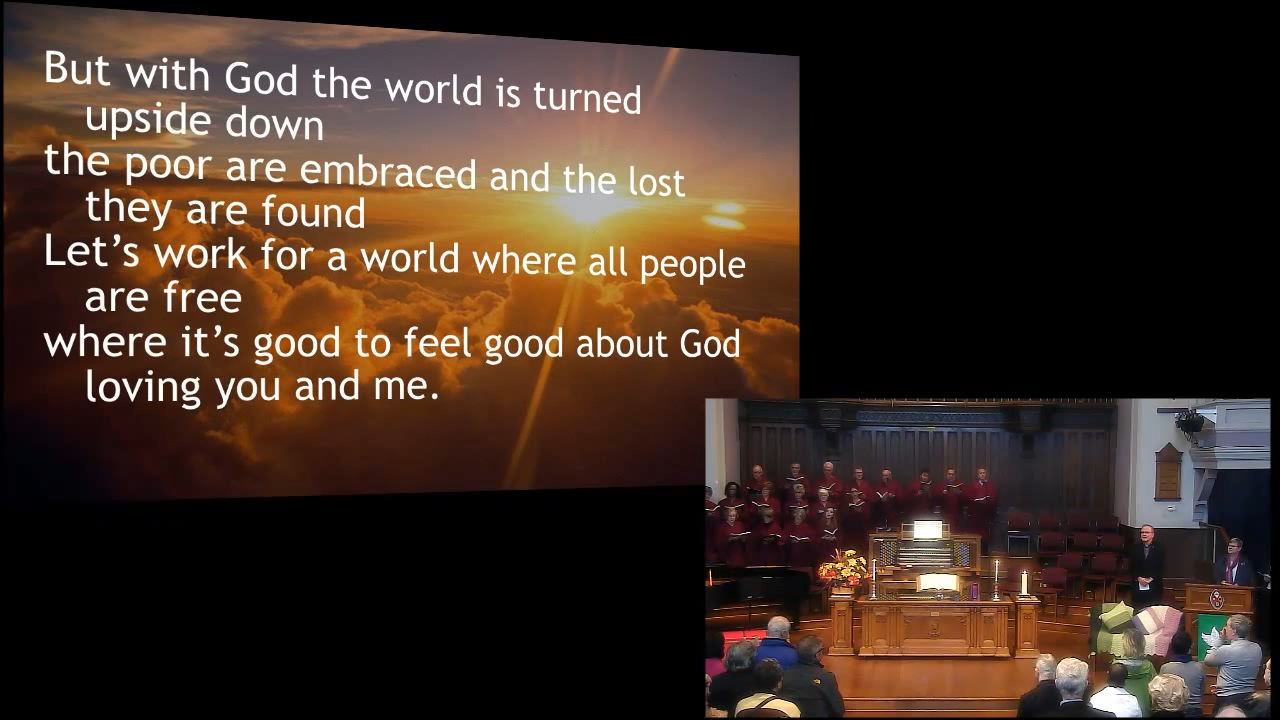 But with God the world is turned
upside down
the poor are embraced and the lost
they are found
Let’s work for a world where all people
are free
where it’s good to feel good about God
loving you and me.